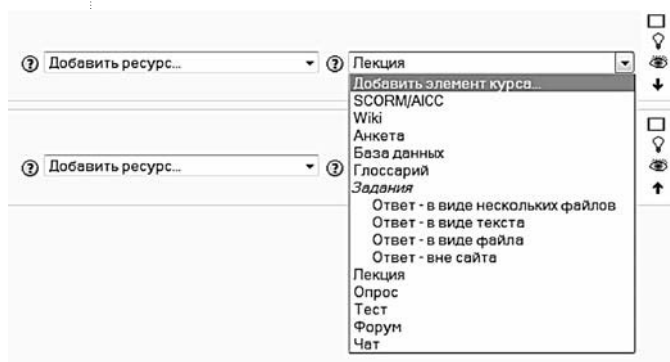 Добавить ресурс...
Лекция
Добавить элемент курса...
SCORM/AICC
Wiki
Анкета
База данных
Глоссарий
Задания
Ответ - в виде нескольких файлов
Ответ - в виде текста
Ответ - в виде файла
Ответ - вне сайта
Лекция
Опрос
Тест
Форум
Чат
Добавить ресурс...